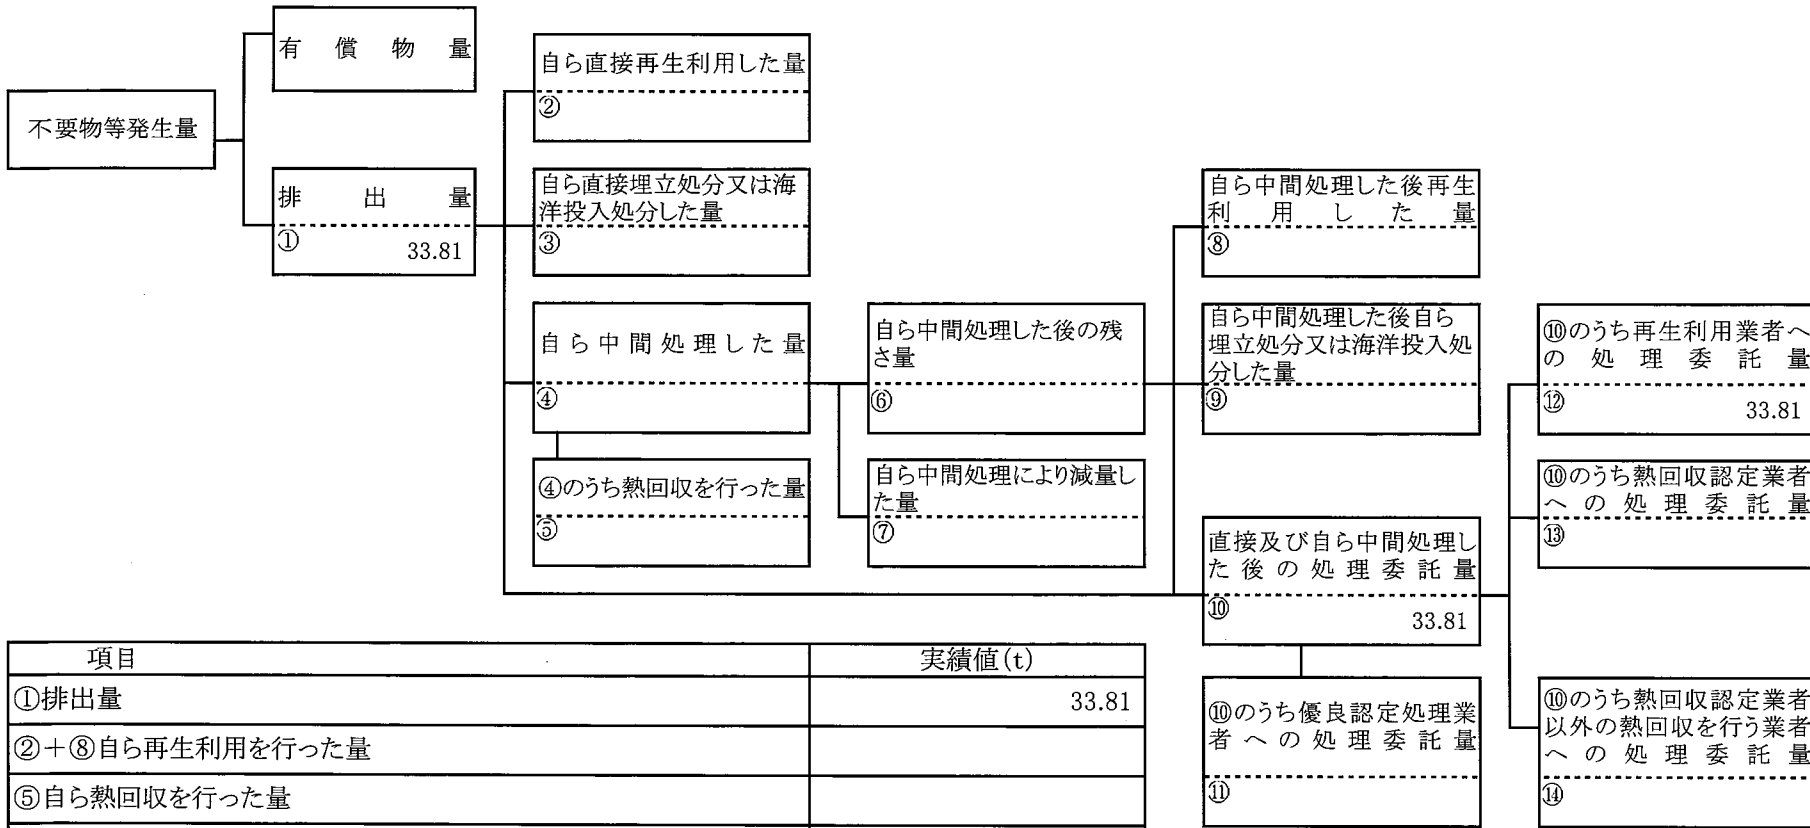 有償物量
自ら直接再生利用した量
②
不要物等発生量
排出量
①
33.81
自ら直接埋立処分又は海
洋投入処分した量
③
自ら中間処理した後再生
利用した量
⑧
自ら中間処理した量
④
自ら中間処理した後の残
さ量
⑥
自ら中間処理した後自ら
埋立処分又は海洋投入処
分した量
⑨
⑩のうち再生利用業者へ
の処理委託量
⑫
33.81
④のうち熱回収を行った量
⑤
自ら中間処理により減量し
た量
⑦
直接及び自ら中間処理し
た後の処理委託量
⑩
33.81
⑩のうち熱回収認定業者
への処理委託量
⑬
⑩のうち優良認定処理業
者への処理委託量
⑪
⑩のうち熱回収認定業者
以外の熱回収を行う業者
への処理委託量
⑭
項目 実績値(t)
①排出量 33.81
②+⑧自ら再生利用を行った量
⑤自ら熱回収を行った量